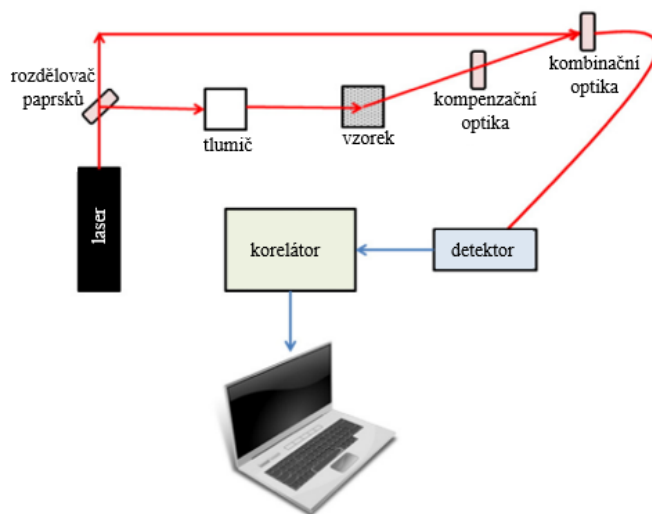 rozdělovač
paprsků
tlumič
vzorek
kompenzační
optika
kombinační
optika
laser
korelátor
detektor